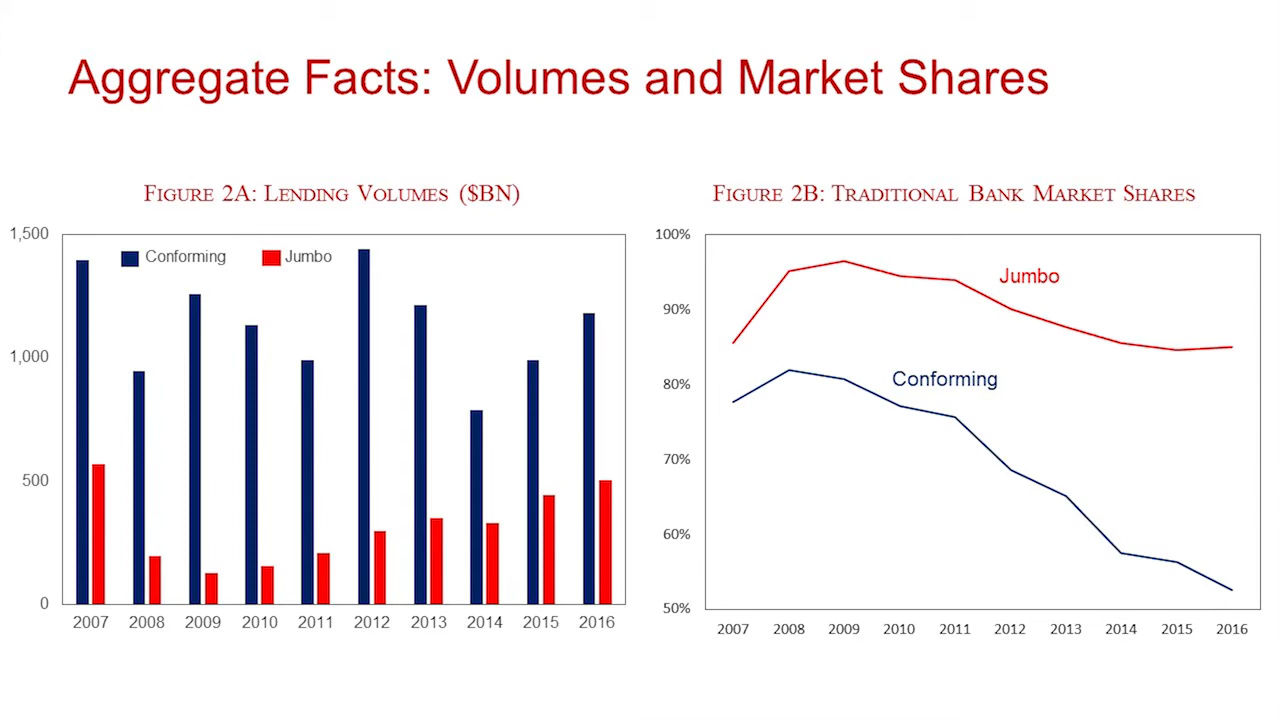 Aggregate Facts: Volumes and Market Shares
Figure 2A: Lending Volumes ($BN)
1,500
Conforming
Jumbo
1,000
500
0
2007 2008 2009 2010 2011 2012 2013 2014 2015 2016
Figure 2B: Traditional Bank Market Shares
100%
Jumbo
90%
Conforming
80%
70%
60%
50%
2007 2008 2009 2010 2011 2012 2013 2014 2015 2016